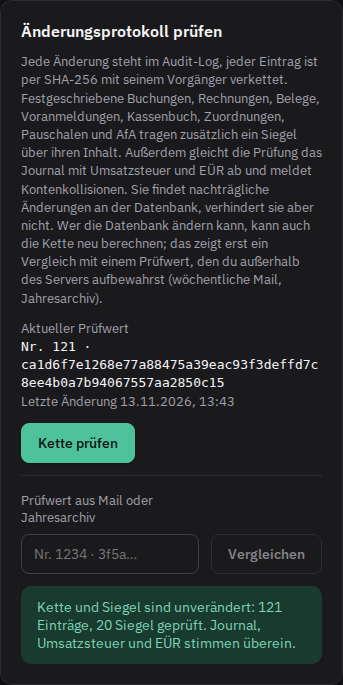 Änderungsprotokoll prüfen
Jede Änderung steht im Audit-Log, jeder Eintrag ist
per SHA-256 mit seinem Vorgänger verkettet.
Festgeschriebene Buchungen, Rechnungen, Belege,
Voranmeldungen, Kassenbuch, Zuordnungen,
Pauschalen und AfA tragen zusätzlich ein Siegel
über ihren Inhalt. Außerdem gleicht die Prüfung das
Journal mit Umsatzsteuer und EÜR ab und meldet
Kontenkollisionen. Sie findet nachträgliche
Änderungen an der Datenbank, verhindert sie aber
nicht. Wer die Datenbank ändern kann, kann auch
die Kette neu berechnen; das zeigt erst ein
Vergleich mit einem Prüfwert, den du außerhalb
des Servers aufbewahrst (wöchentliche Mail,
Jahresarchiv).
Aktueller Prüfwert
Nr. 121 ·
ca1d6f7e1268e77a88475a39eac93f3deffd7c
8ee4b0a7b94067557aa2850c15
Letzte Änderung 13.11.2026, 13:43
Kette prüfen
Prüfwert aus Mail oder
Jahresarchiv
Nr. 1234 · 3f5a…
Vergleichen
Kette und Siegel sind unverändert: 121
Einträge, 20 Siegel geprüft. Journal,
Umsatzsteuer und EÜR stimmen überein.